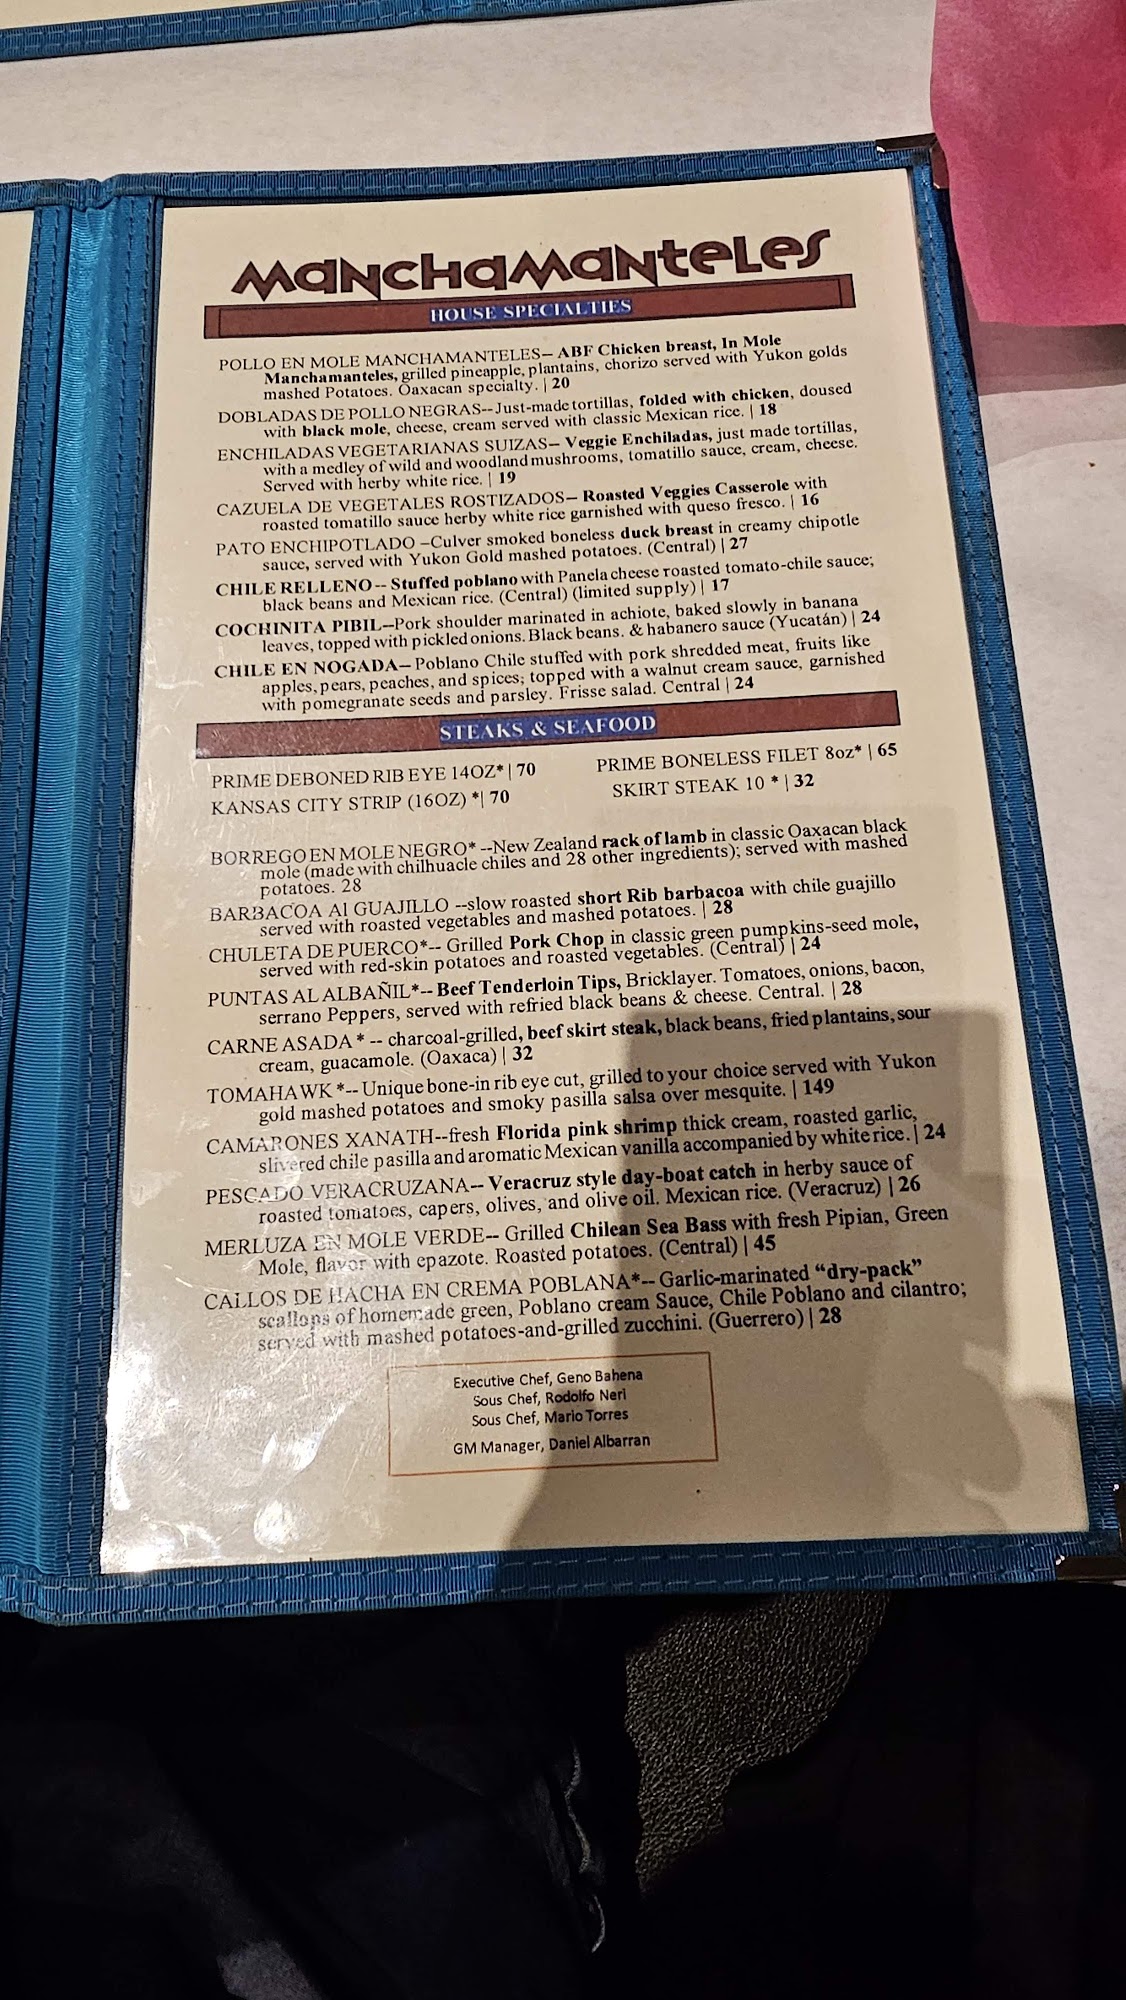 MANCHAMANTELES
HOUSE SPECIALTIES
POLLO EN MOLE MANCHAMANTELES– ABF Chicken breast, In Mole
Manchamanteles, grilled pineapple, plantains, chorizo served with Yukon golds
mashed Potatoes. Oaxacan specialty. | 20
DOBLADAS DE POLLO NEGRAS--Just-made tortillas, folded with chicken, doused
with black mole, cheese, cream served with classic Mexican rice. | 18
ENCHILADAS VEGETARIANAS SUIZAS– Veggie Enchiladas, just made tortillas,
with a medley of wild and woodland mushrooms, tomatillo sauce, cream, cheese.
Served with herby white rice. | 19
CAZUELA DE VEGETALES ROSTIZADOS– Roasted Veggies Casserole with
roasted tomatillo sauce herby white rice garnished with queso fresco. | 16
PATO ENCHIPOTLADO –Culver smoked boneless duck breast in creamy chipotle
sauce, served with Yukon Gold mashed potatoes. (Central) | 27
CHILE RELLENO -- Stuffed poblano with Panela cheese roasted tomato-chile sauce;
black beans and Mexican rice. (Central) (limited supply) | 17
COCHINITA PIBIL--Pork shoulder marinated in achiote, baked slowly in banana
leaves, topped with pickled onions. Black beans. & habanero sauce (Yucatán) | 24
CHILE EN NOGADA– Poblano Chile stuffed with pork shredded meat, fruits like
apples, pears, peaches, and spices; topped with a walnut cream sauce, garnished
with pomegranate seeds and parsley. Frisse salad. Central | 24
STEAKS & SEAFOOD
PRIME DEBONED RIB EYE 14OZ* | 70 PRIME BONELESS FILET 8oz* | 65
KANSAS CITY STRIP (16OZ) *| 70 SKIRT STEAK 10 * | 32
BORREGO EN MOLE NEGRO* --New Zealand rack of lamb in classic Oaxacan black
mole (made with chilhuacle chiles and 28 other ingredients); served with mashed
potatoes. 28
BARBACOA Al GUAJILLO --slow roasted short Rib barbacoa with chile guajillo
served with roasted vegetables and mashed potatoes. | 28
CHULETA DE PUERCO*-- Grilled Pork Chop in classic green pumpkins-seed mole,
served with red-skin potatoes and roasted vegetables. (Central) | 24
PUNTAS AL ALBAÑIL*-- Beef Tenderloin Tips, Bricklayer. Tomatoes, onions, bacon,
serrano Peppers, served with refried black beans & cheese. Central. | 28
CARNE ASADA * -- charcoal-grilled, beef skirt steak, black beans, fried plantains, sour
cream, guacamole. (Oaxaca) | 32
TOMAHAWK *-- Unique bone-in rib eye cut, grilled to your choice served with Yukon
gold mashed potatoes and smoky pasilla salsa over mesquite. | 149
CAMARONES XANATH--fresh Florida pink shrimp thick cream, roasted garlic,
slivered chile pasilla and aromatic Mexican vanilla accompanied by white rice. | 24
PESCADO VERACRUZANA-- Veracruz style day-boat catch in herby sauce of
roasted tomatoes, capers, olives, and olive oil. Mexican rice. (Veracruz) | 26
MERLUZA EN MOLE VERDE-- Grilled Chilean Sea Bass with fresh Pipian, Green
Mole, flavor with epazote. Roasted potatoes. (Central) | 45
CALLOS DE HACHA EN CREMA POBLANA*-- Garlic-marinated “dry-pack”
scallops of homemade green, Poblano cream Sauce, Chile Poblano and cilantro;
served with mashed potatoes-and-grilled zucchini. (Guerrero) | 28
Executive Chef, Geno Bahena
Sous Chef, Rodolfo Neri
Sous Chef, Mario Torres
GM Manager, Daniel Albarran